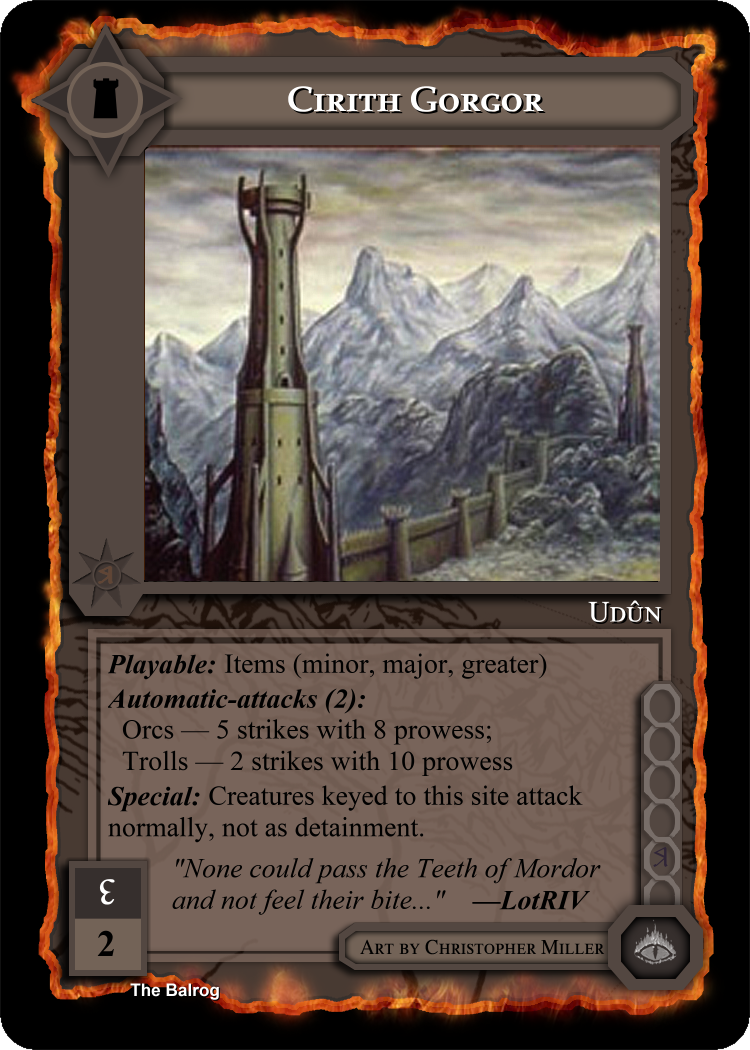 Cirith Gorgor
Udûn
Playable: Items (minor, major, greater)
Automatic-attacks (2):
Orcs — 5 strikes with 8 prowess;
Trolls — 2 strikes with 10 prowess
Special: Creatures keyed to this site attack
normally, not as detainment.
"None could pass the Teeth of Mordor
and not feel their bite..." —LotRIV
2
Art by Christopher Miller
The Balrog